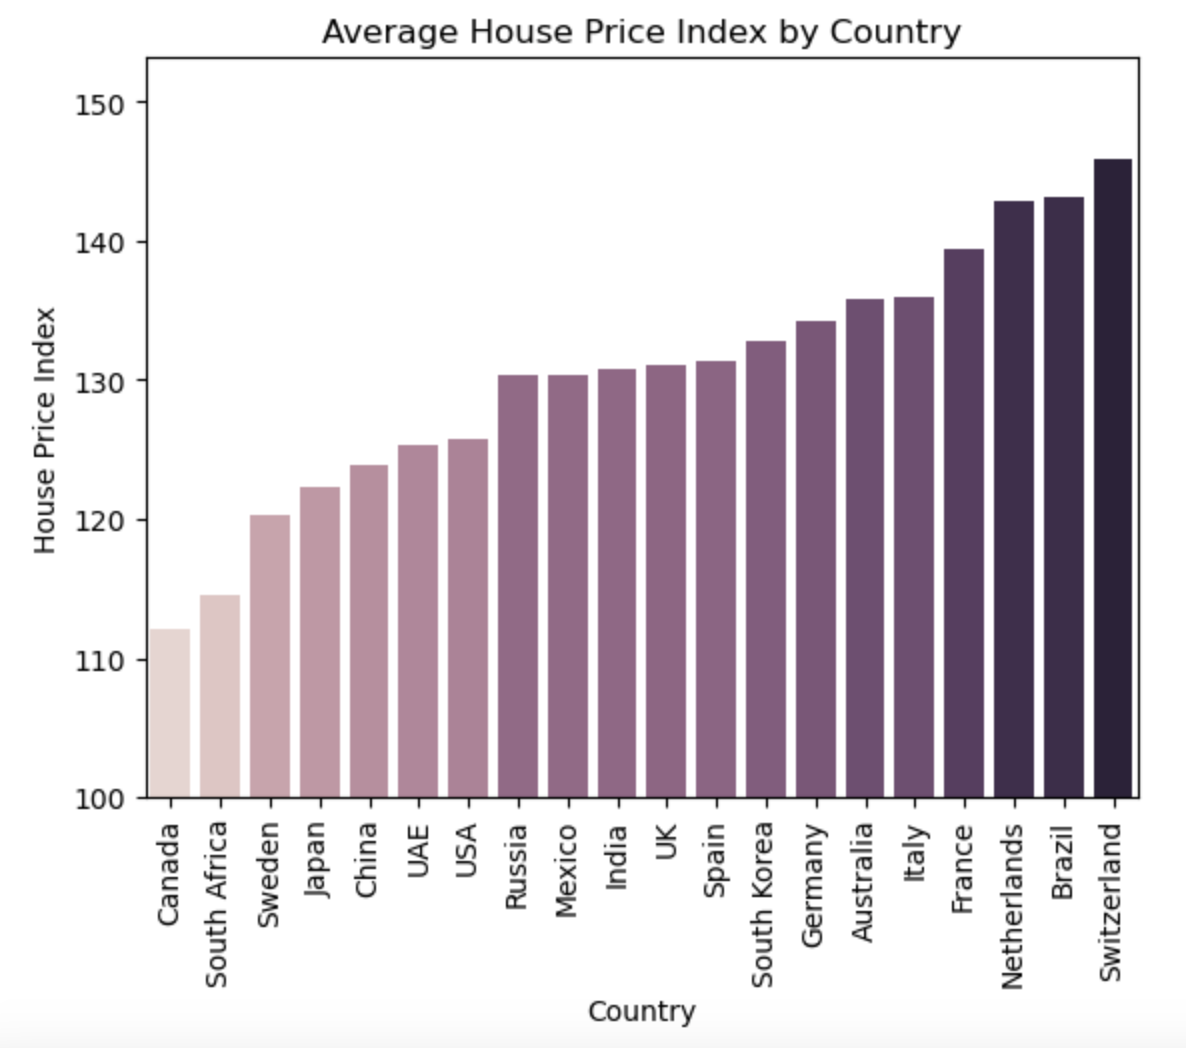 Average House Price Index by Country
150
140
130
120
110
100
House Price Index
Canada
South Africa
Sweden
Japan
China
UAE
USA
Russia
Mexico
India
UK
Spain
South Korea
Germany
Australia
Italy
France
Netherlands
Brazil
Switzerland
Country